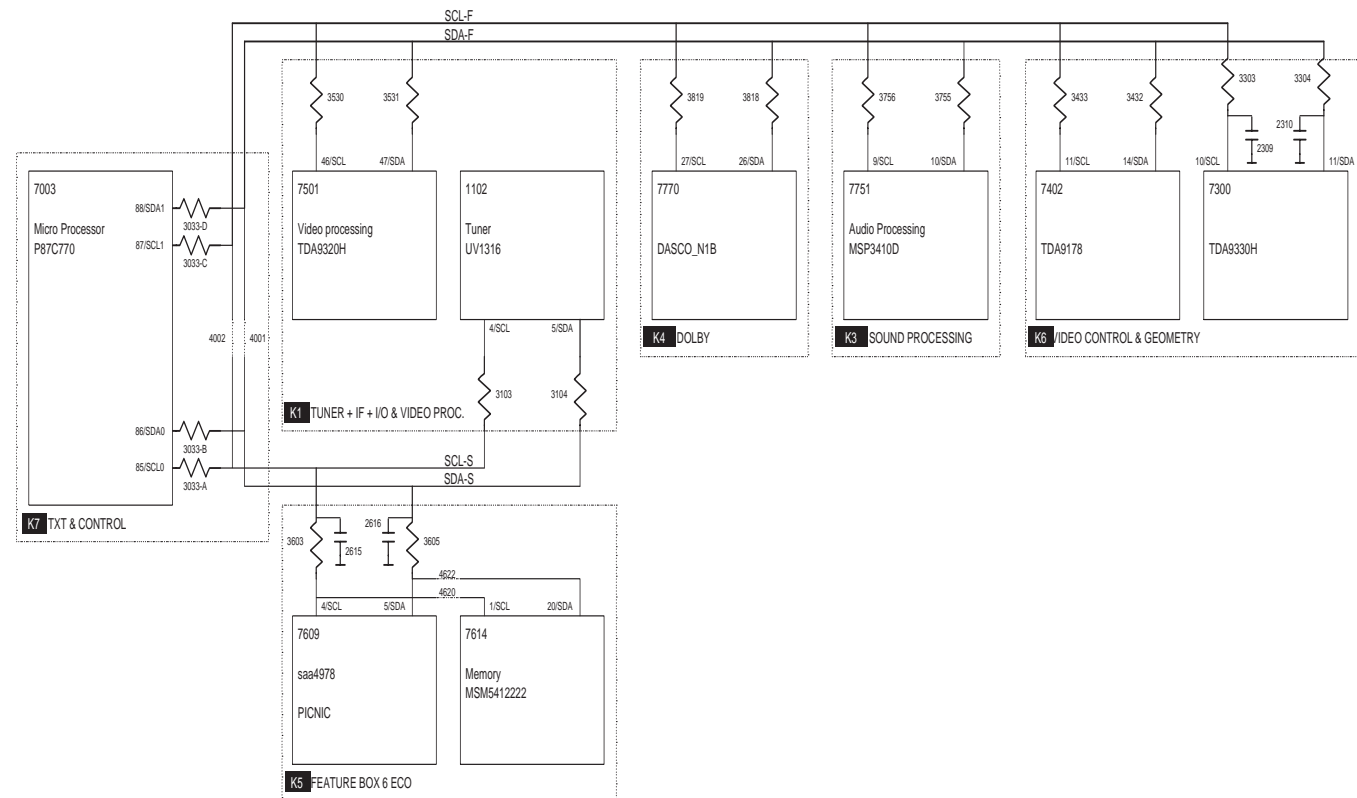 SCL-F
SDA-F
3530
3531
3819
3818
3756
3755
3433
3432
3303
3304
2310
2309
46/SCL
47/SDA
27/SCL
26/SDA
9/SCL
10/SDA
11/SCL
14/SDA
10/SCL
11/SDA
7003
Micro Processor
P87C770
88/SDA1
3033-D
87/SCL1
3033-C
4002
4001
86/SDA0
3033-B
85/SCL0
3033-A
K7 TXT & CONTROL
7501
Video processing
TDA9320H
1102
Tuner
UV1316
4/SCL
5/SDA
3103
3104
K1 TUNER + IF + I/O & VIDEO PROC.
7770
DASCO_N1B
K4 DOLBY
7751
Audio Processing
MSP3410D
K3 SOUND PROCESSING
7402
TDA9178
7300
TDA9330H
K6 VIDEO CONTROL & GEOMETRY
SCL-S
SDA-S
3603
2615
2616
3605
4622
4620
4/SCL
5/SDA
1/SCL
20/SDA
7609
saa4978
PICNIC
7614
Memory
MSM5412222
K5 FEATURE BOX 6 ECO